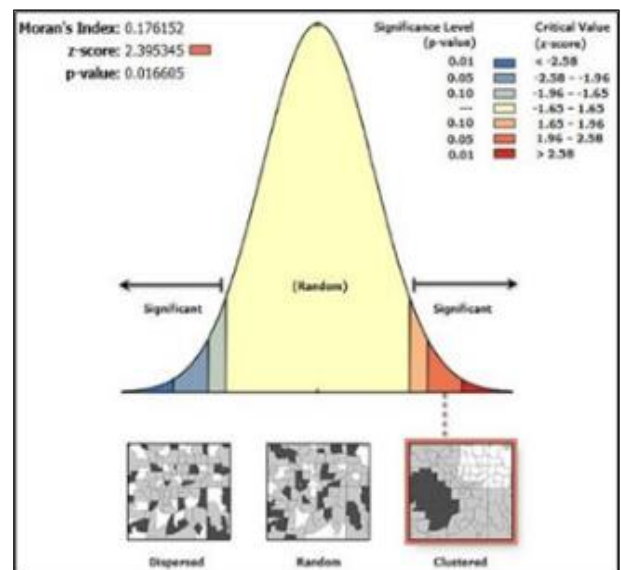 Moran's Index: 0.176152
z-score: 2.395345
p-value: 0.016605
Significance Level
(p-value)
Critical Value
(z-score)
0.01 < -2.58
0.05 -2.58 - -1.96
0.10 -1.96 - -1.65
--- -1.65 - 1.65
0.10 1.65 - 1.96
0.05 1.96 - 2.58
0.01 > 2.58
(Random)
Significant
Significant
Dispersed
Random
Clustered